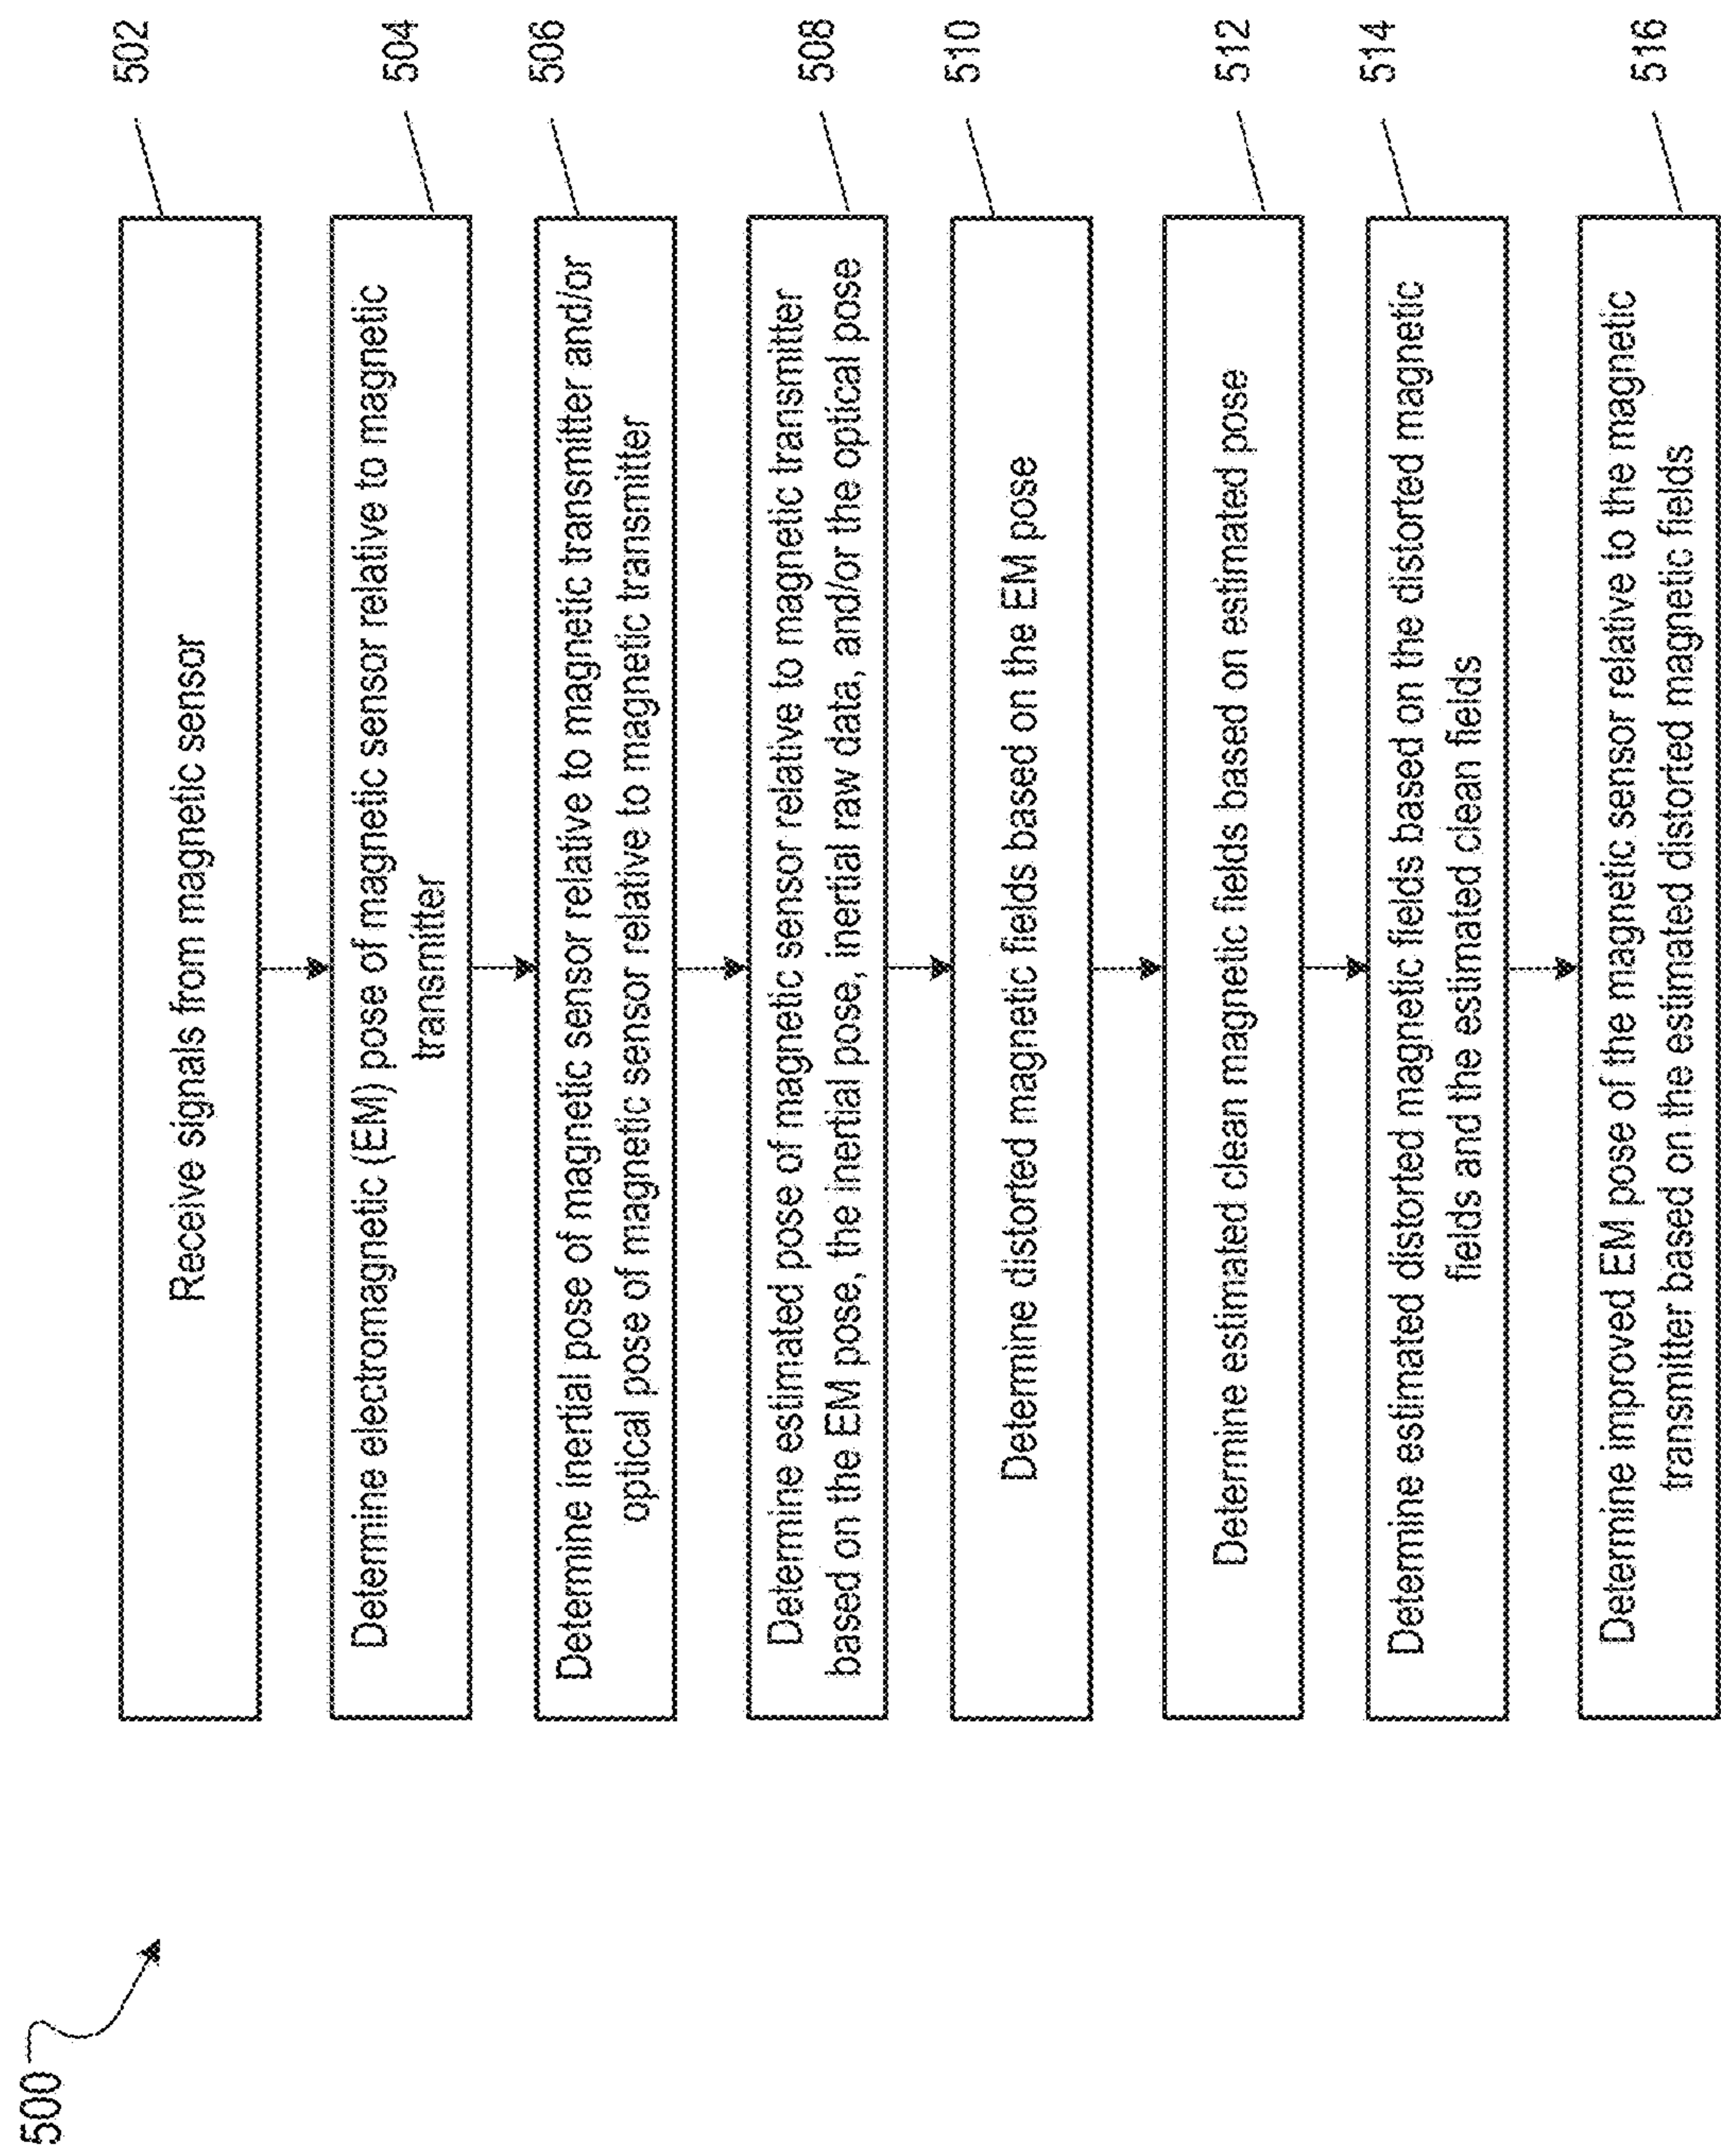 500
Receive signals from magnetic sensor
502
Determine electromagnetic (EM) pose of magnetic sensor relative to magnetic
transmitter
504
Determine inertial pose of magnetic sensor relative to magnetic transmitter and/or
optical pose of magnetic sensor relative to magnetic transmitter
506
Determine estimated pose of magnetic sensor relative to magnetic transmitter
based on the EM pose, the inertial pose, inertial raw data, and/or the optical pose
508
Determine distorted magnetic fields based on the EM pose
510
Determine estimated clean magnetic fields based on estimated pose
512
Determine estimated distorted magnetic fields based on the distorted magnetic
fields and the estimated clean fields
514
Determine improved EM pose of the magnetic sensor relative to the magnetic
transmitter based on the estimated distorted magnetic fields
516